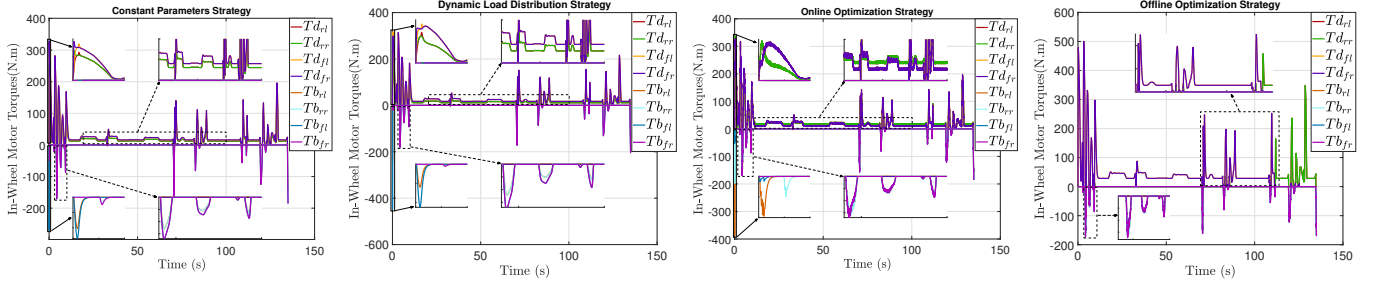 Constant Parameters Strategy
In-Wheel Motor Torques(N.m)
400
300
200
100
0
-100
-200
0
50
100
150
Time (s)
Td_rl
Td_rr
Td_fl
Td_fr
Tb_rl
Tb_rr
Tb_fl
Tb_fr
Dynamic Load Distribution Strategy
In-Wheel Motor Torques(N.m)
400
200
0
-200
-400
-600
0
50
100
150
Time (s)
Td_rl
Td_rr
Td_fl
Td_fr
Tb_rl
Tb_rr
Tb_fl
Tb_fr
Online Optimization Strategy
In-Wheel Motor Torques(N.m)
400
300
200
100
0
-100
-200
-300
-400
0
50
100
150
Time (s)
Td_rl
Td_rr
Td_fl
Td_fr
Tb_rl
Tb_rr
Tb_fl
Tb_fr
Offline Optimization Strategy
In-Wheel Motor Torques(N.m)
600
500
400
300
200
100
0
-100
-200
0
50
100
150
Time (s)
Td_rl
Td_rr
Td_fl
Td_fr
Tb_rl
Tb_rr
Tb_fl
Tb_fr